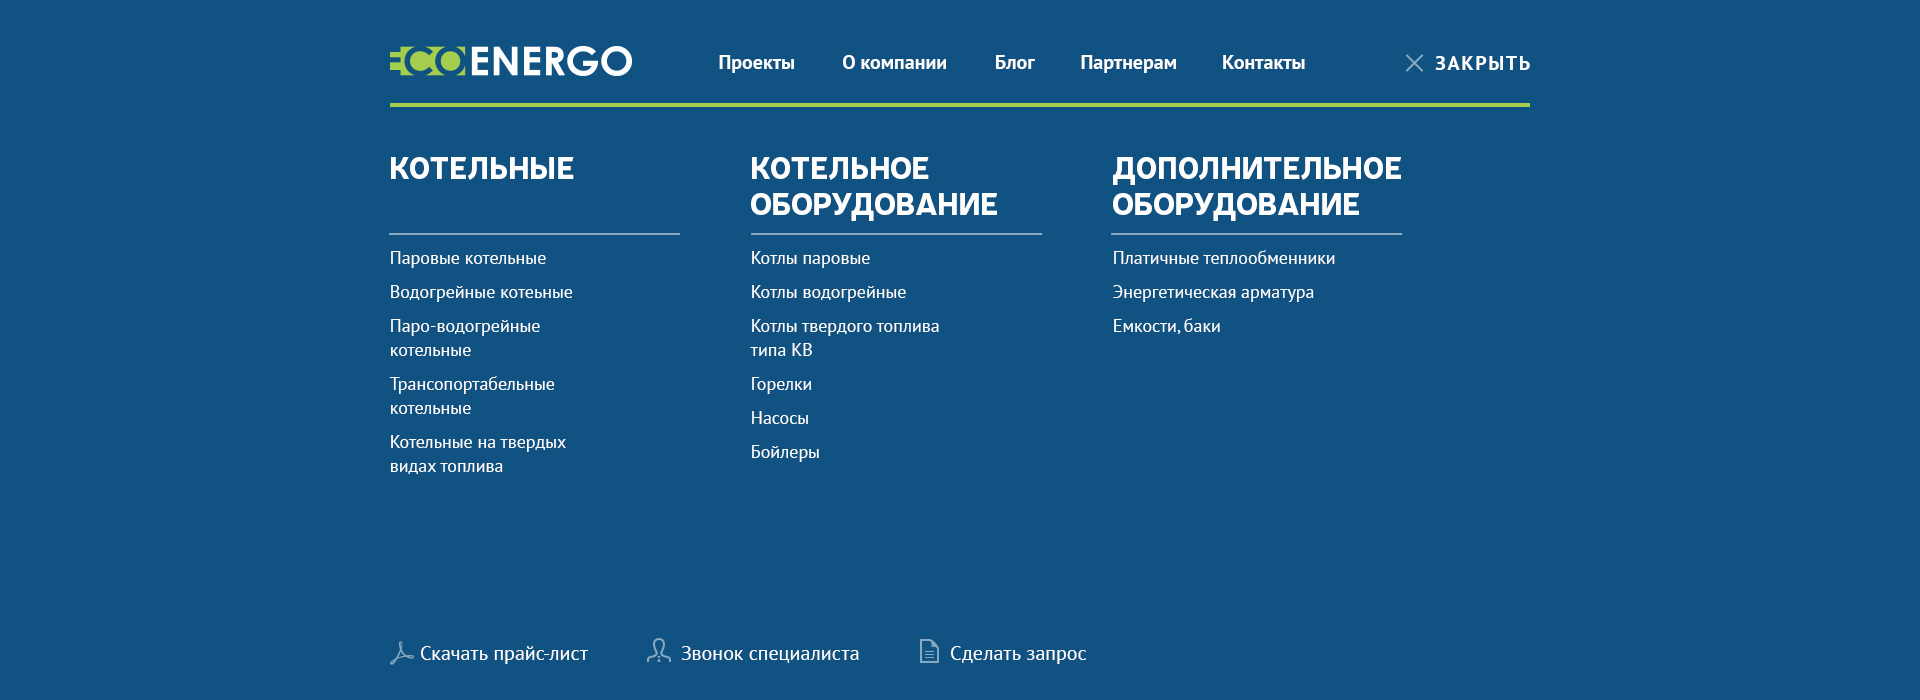 ECOENERGO
Проекты О компании Блог Партнерам Контакты ЗАКРЫТЬ
КОТЕЛЬНЫЕ
Паровые котельные
Водогрейные котеьные
Паро-водогрейные
котельные
Трансопортабельные
котельные
Котельные на твердых
видах топлива
КОТЕЛЬНОЕ
ОБОРУДОВАНИЕ
Котлы паровые
Котлы водогрейные
Котлы твердого топлива
типа КВ
Горелки
Насосы
Бойлеры
ДОПОЛНИТЕЛЬНОЕ
ОБОРУДОВАНИЕ
Платичные теплообменники
Энергетическая арматура
Емкости, баки
Скачать прайс-лист Звонок специалиста Сделать запрос